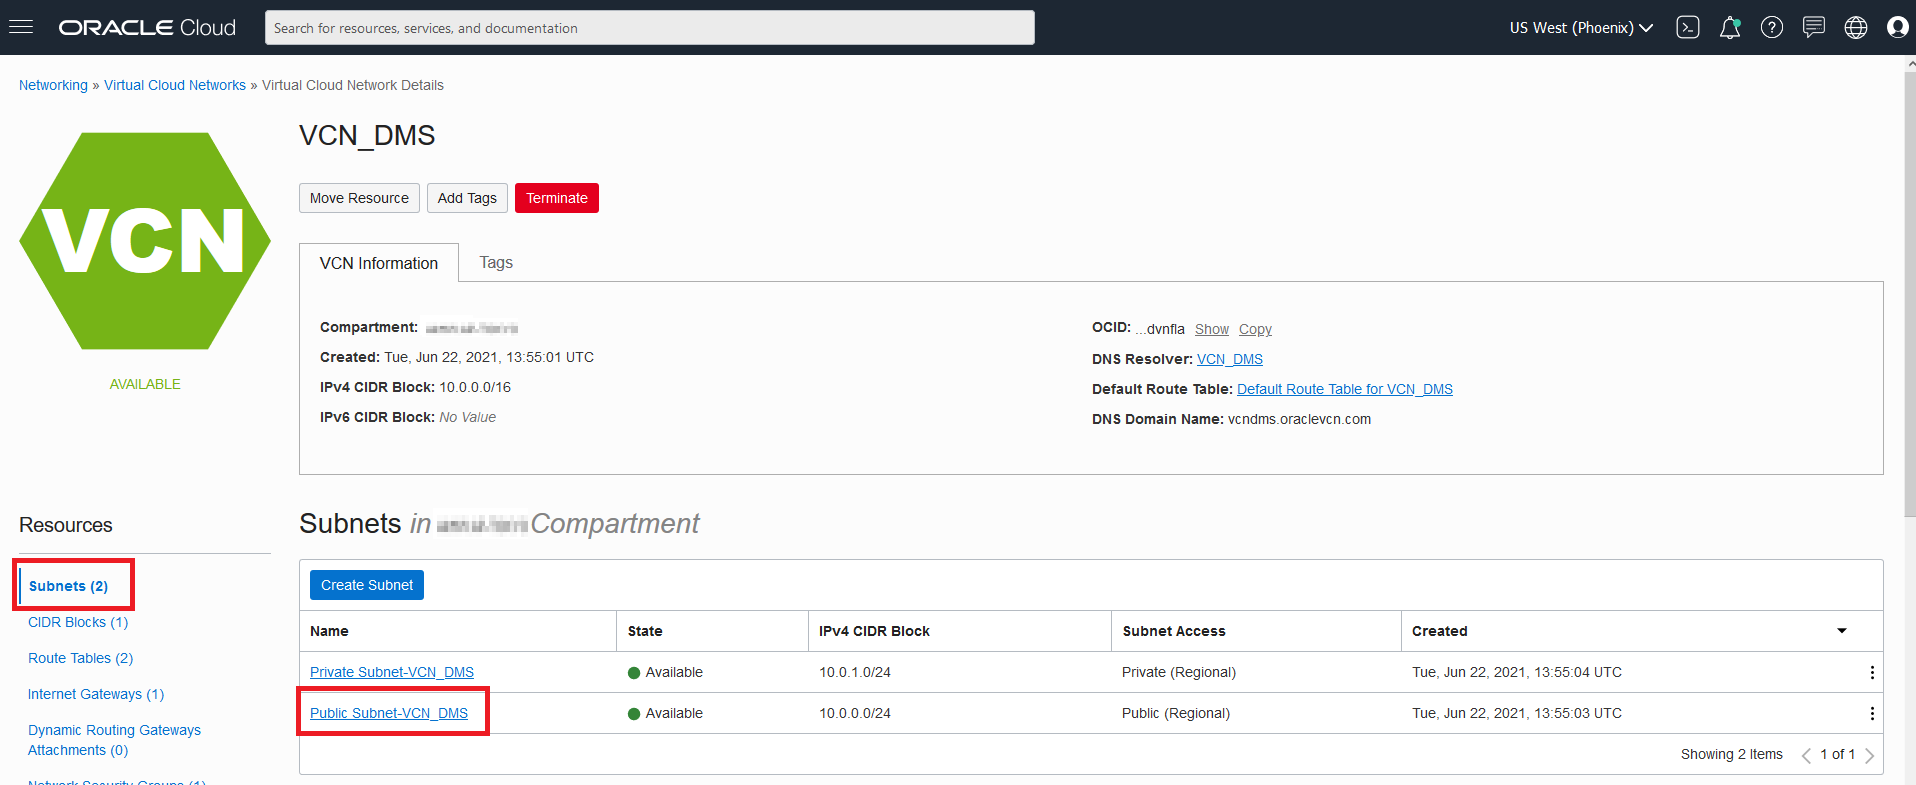 ORACLE Cloud
Search for resources, services, and documentation
US West (Phoenix)
Networking » Virtual Cloud Networks » Virtual Cloud Network Details
VCN
AVAILABLE
VCN_DMS
Move Resource
Add Tags
Terminate
VCN Information
Tags
Compartment:
Created: Tue, Jun 22, 2021, 13:55:01 UTC
IPv4 CIDR Block: 10.0.0.0/16
IPv6 CIDR Block: No Value
OCID: ...dvnfla Show Copy
DNS Resolver: VCN_DMS
Default Route Table: Default Route Table for VCN_DMS
DNS Domain Name: vcndms.oraclevcn.com
Resources
Subnets (2)
CIDR Blocks (1)
Route Tables (2)
Internet Gateways (1)
Dynamic Routing Gateways
Attachments (0)
Network Security Groups (1)
Subnets in Compartment
Create Subnet
Name State IPv4 CIDR Block Subnet Access Created
Private Subnet-VCN_DMS Available 10.0.1.0/24 Private (Regional) Tue, Jun 22, 2021, 13:55:04 UTC
Public Subnet-VCN_DMS Available 10.0.0.0/24 Public (Regional) Tue, Jun 22, 2021, 13:55:03 UTC
Showing 2 Items 1 of 1